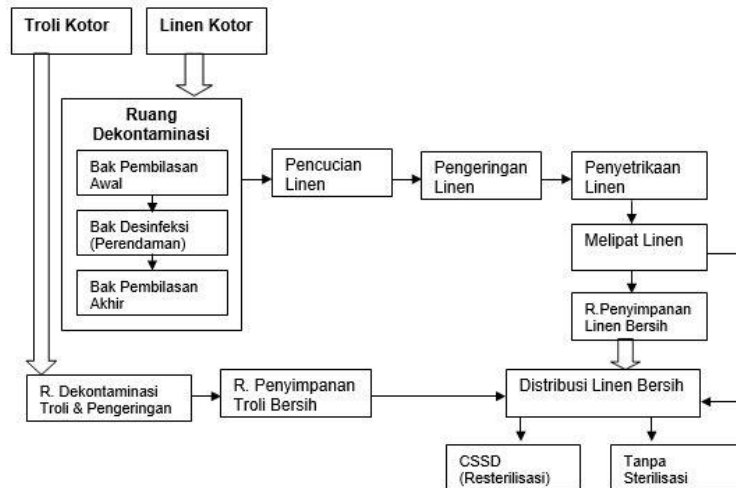 Troli Kotor
Linen Kotor
Ruang
Dekontaminasi
Bak Pembilasan
Awal
Bak Desinfeksi
(Perendaman)
Bak Pembilasan
Akhir
Pencucian
Linen
Pengeringan
Linen
Penyetrikaan
Linen
Melipat Linen
R.Penyimpanan
Linen Bersih
R. Dekontaminasi
Troli & Pengeringan
R. Penyimpanan
Troli Bersih
Distribusi Linen Bersih
CSSD
(Resterilisasi)
Tanpa
Sterilisasi